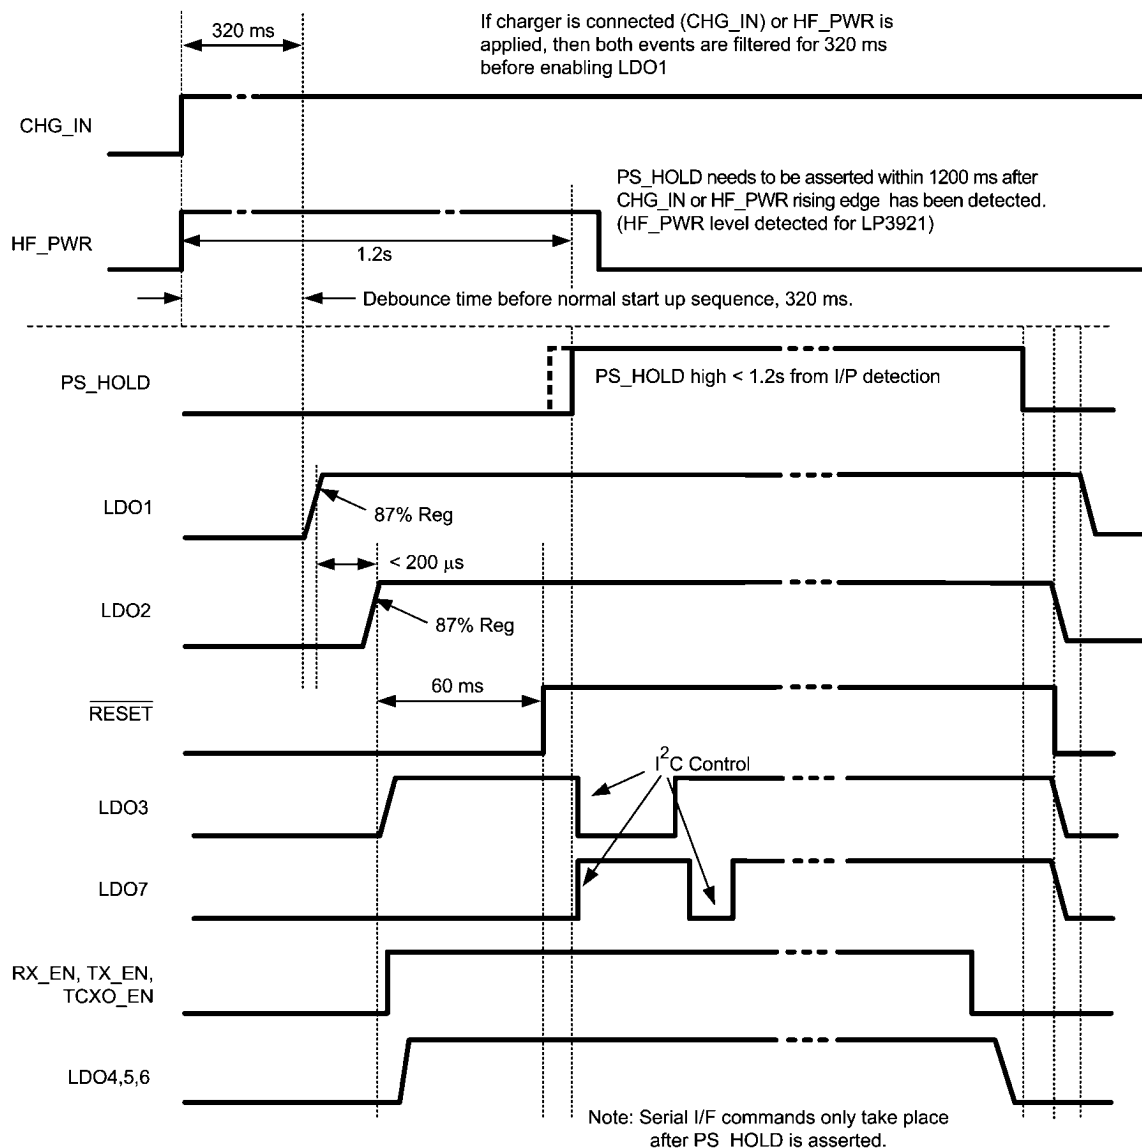 320 ms
If charger is connected (CHG_IN) or HF_PWR is
applied, then both events are filtered for 320 ms
before enabling LDO1
CHG_IN
PS_HOLD needs to be asserted within 1200 ms after
CHG_IN or HF_PWR rising edge has been detected.
(HF_PWR level detected for LP3921)
HF_PWR
1.2s
Debounce time before normal start up sequence, 320 ms.
PS_HOLD
PS_HOLD high < 1.2s from I/P detection
LDO1
87% Reg
< 200 μs
LDO2
87% Reg
60 ms
RESET
I2C Control
LDO3
LDO7
RX_EN, TX_EN,
TCXO_EN
LDO4,5,6
Note: Serial I/F commands only take place
after PS_HOLD is asserted.